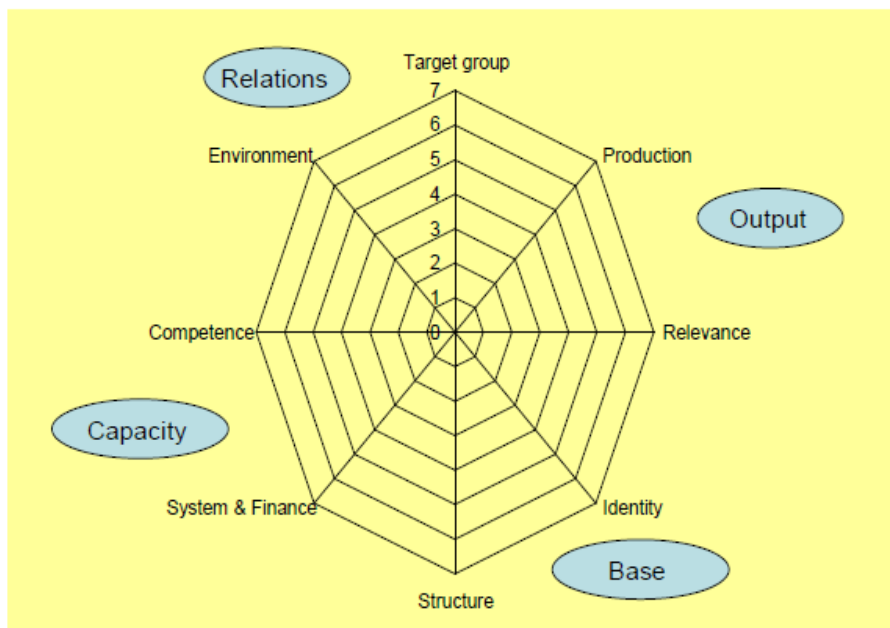 Relations
Target group
7
6
5
4
3
2
1
0
Environment
Production
Output
Competence
Relevance
Capacity
System & Finance
Identity
Base
Structure